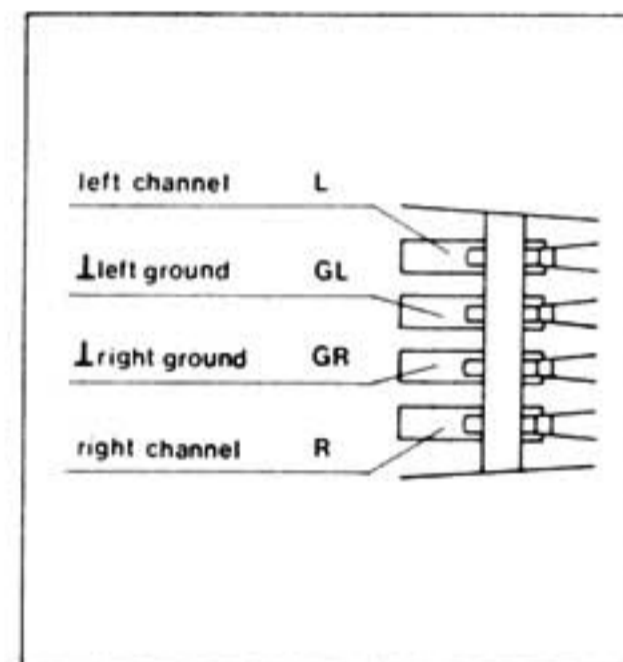 left channel L
⊥left ground GL
⊥right ground GR
right channel R